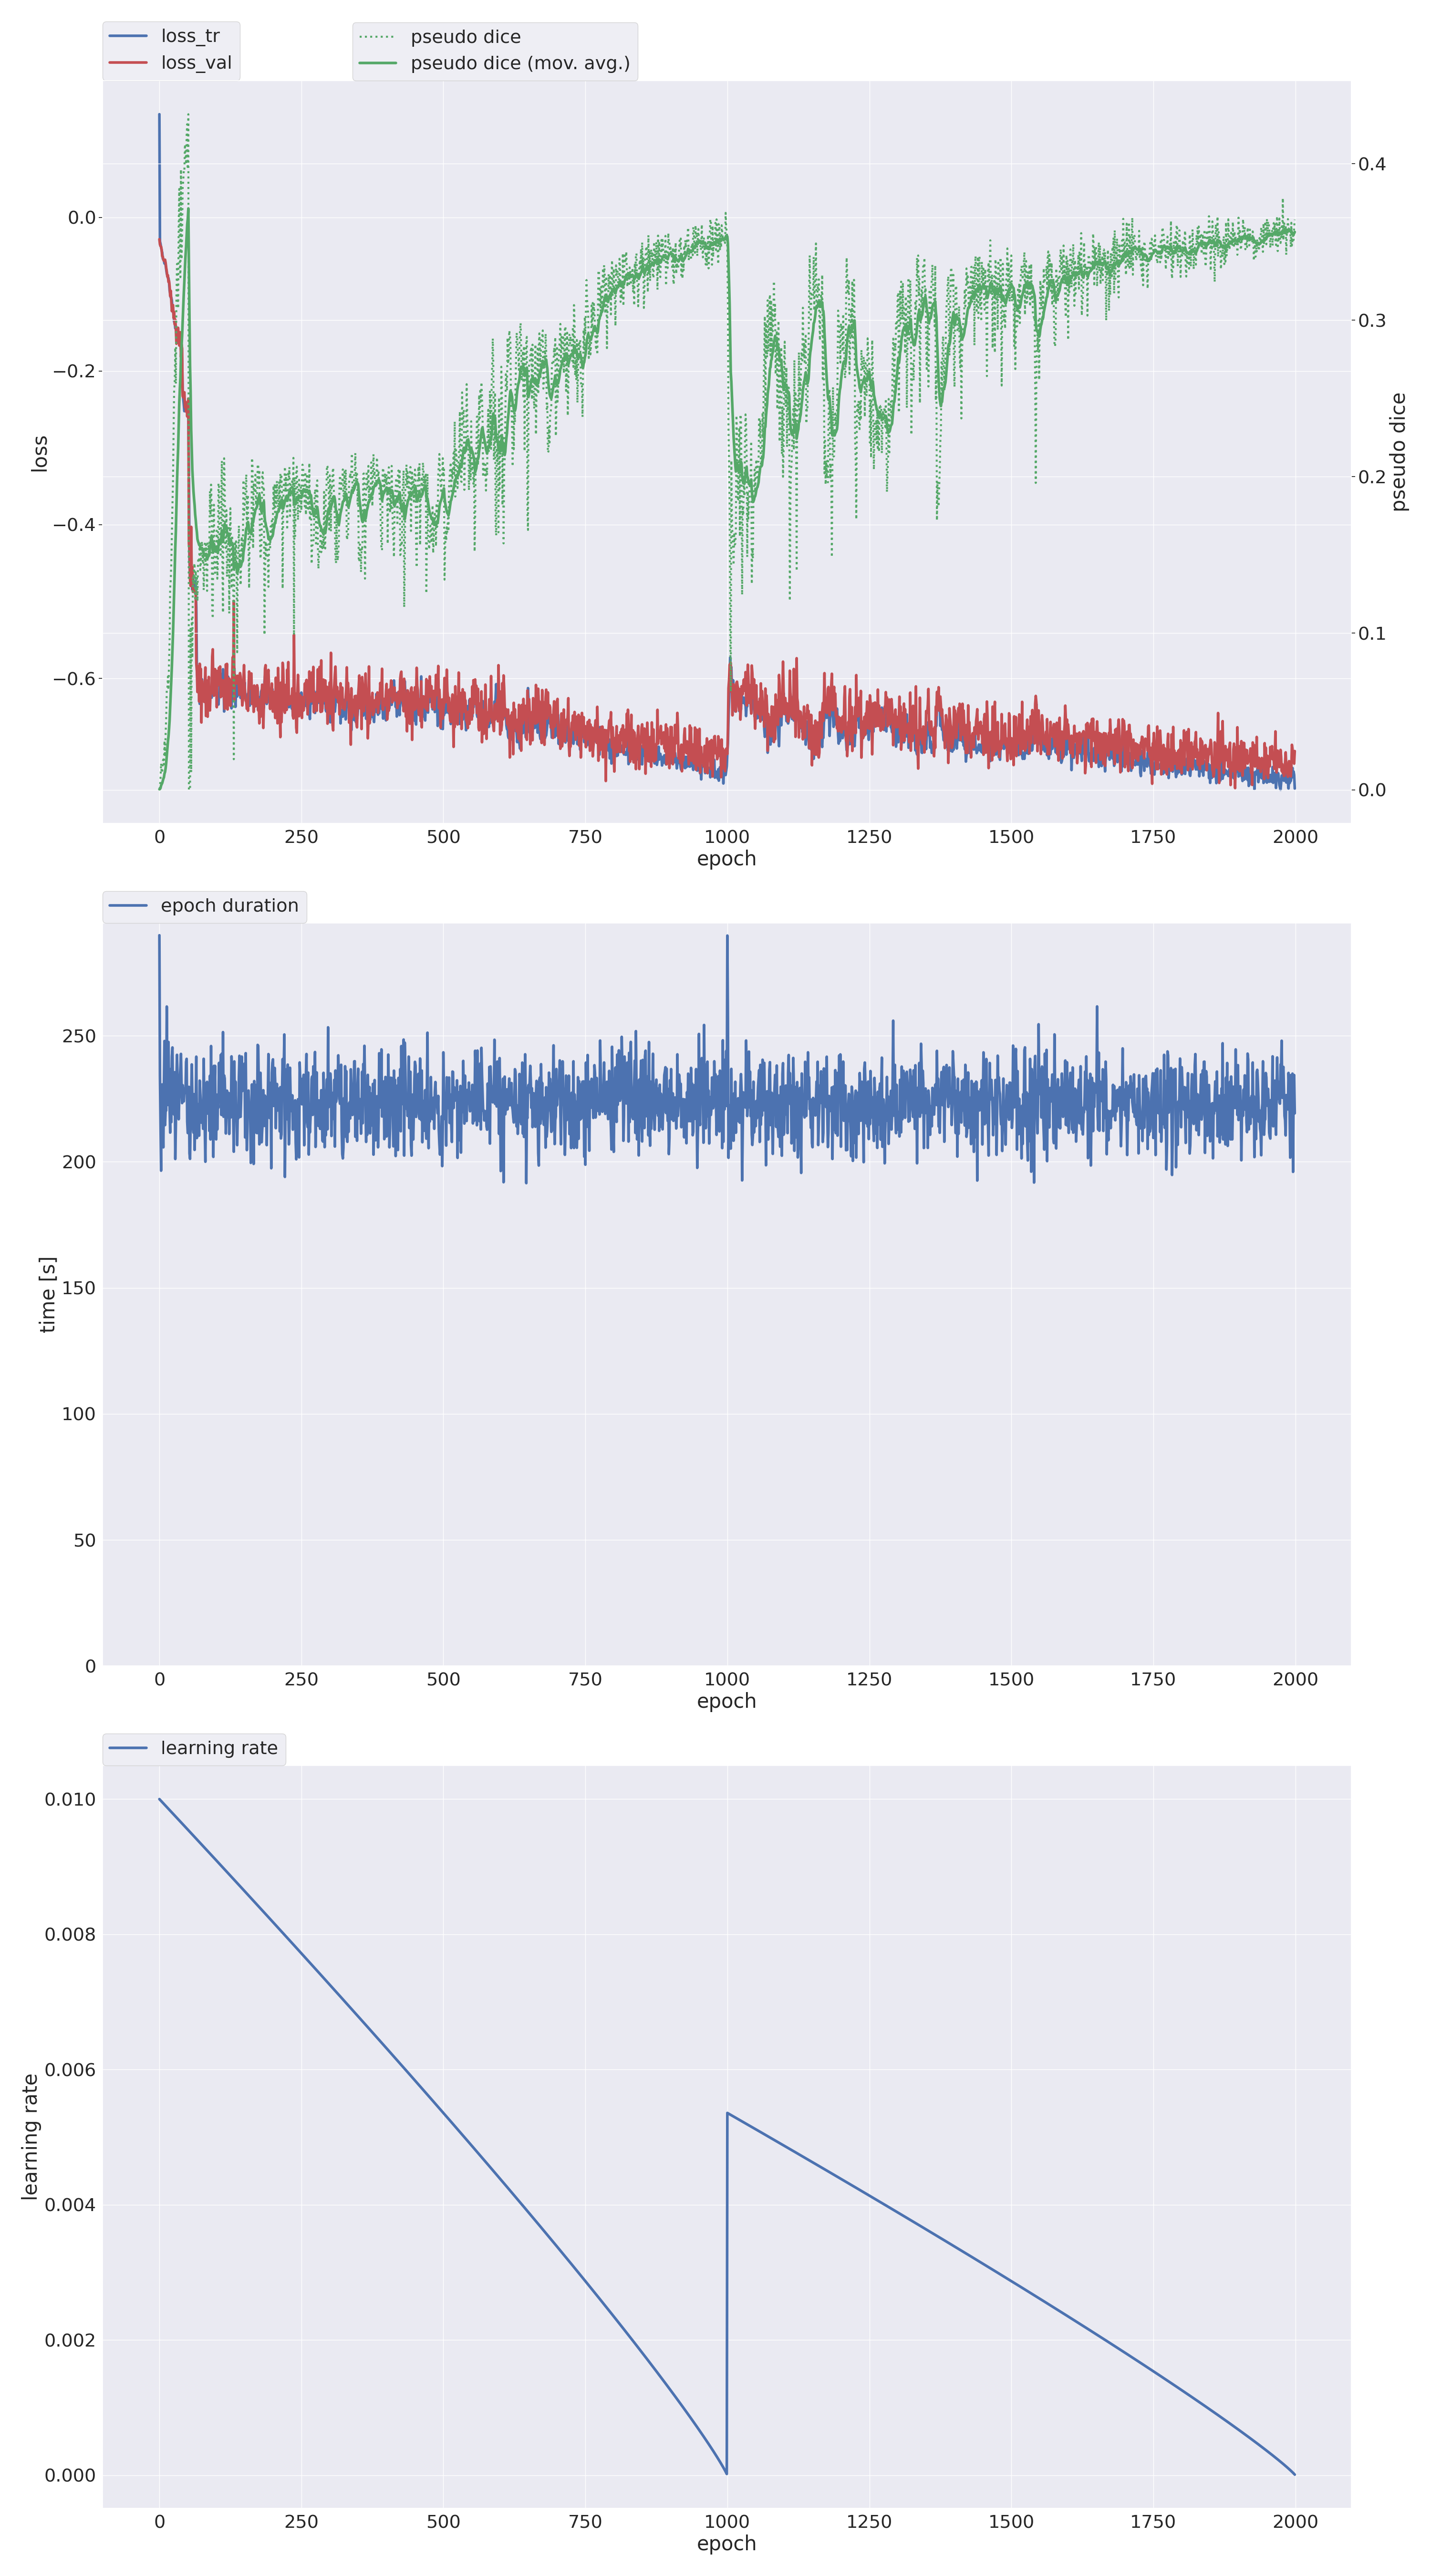 loss_tr
loss_val
pseudo dice
pseudo dice (mov. avg.)
0.0
−0.2
−0.4
−0.6
loss
0.4
0.3
0.2
0.1
0.0
pseudo dice
0 250 500 750 1000 1250 1500 1750 2000
epoch
epoch duration
250
200
150
100
50
0
time [s]
0 250 500 750 1000 1250 1500 1750 2000
epoch
learning rate
0.010
0.008
0.006
0.004
0.002
0.000
learning rate
0 250 500 750 1000 1250 1500 1750 2000
epoch